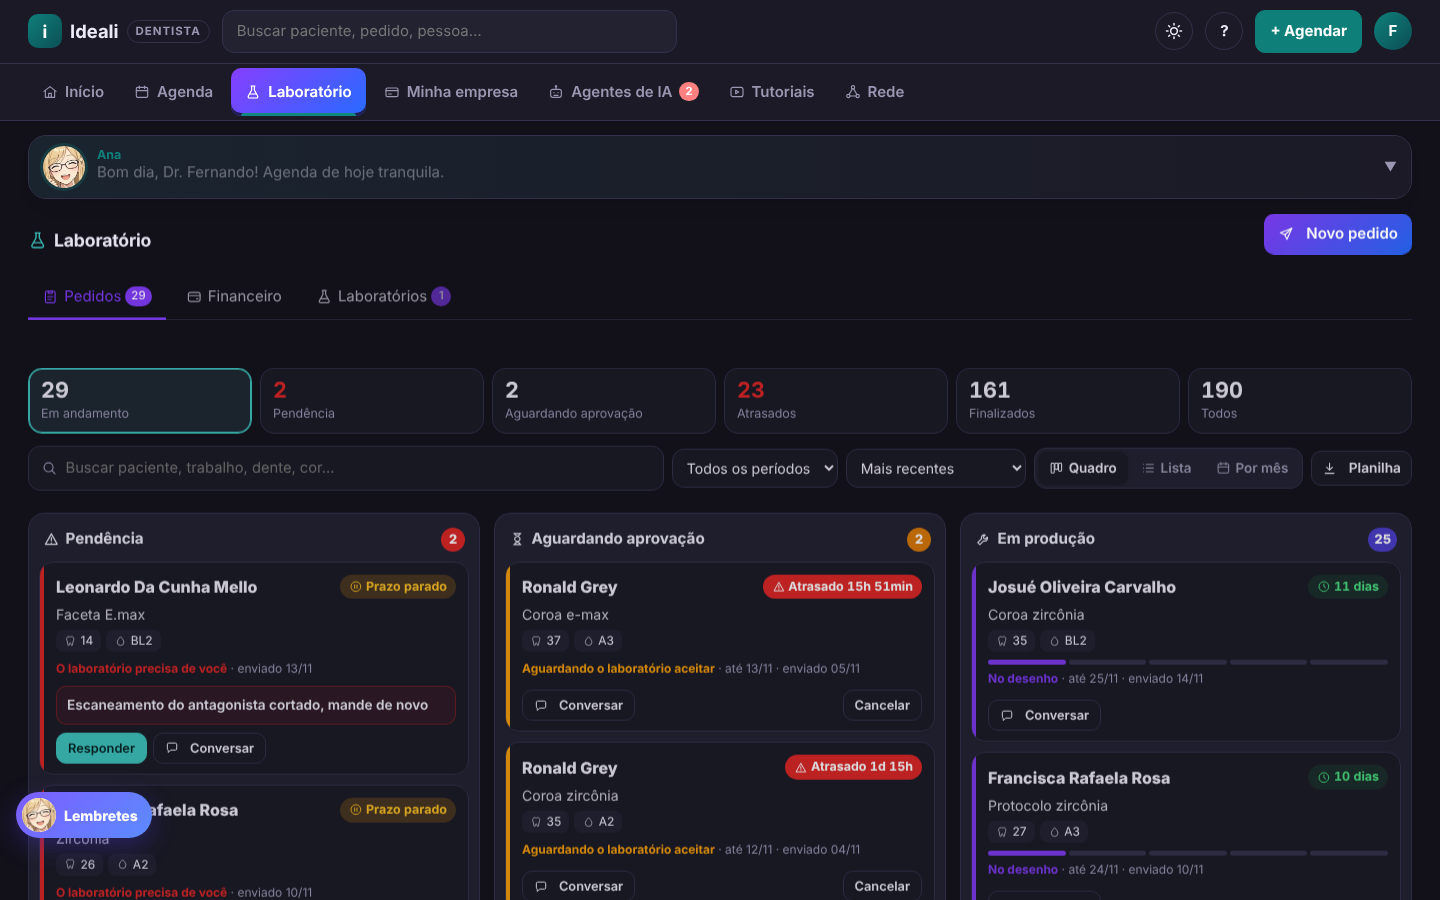 i Ideali DENTISTA Buscar paciente, pedido, pessoa... ? + Agendar F
Início Agenda Laboratório Minha empresa Agentes de IA 2 Tutoriais Rede
Ana
Bom dia, Dr. Fernando! Agenda de hoje tranquila.
Laboratório Novo pedido
Pedidos 29 Financeiro Laboratórios 1
29 2 2 23 161 190
Em andamento Pendência Aguardando aprovação Atrasados Finalizados Todos
Buscar paciente, trabalho, dente, cor... Todos os períodos Mais recentes Quadro Lista Por mês Planilha
Pendência 2
Leonardo Da Cunha Mello Prazo parado
Faceta E.max
14 BL2
O laboratório precisa de você · enviado 13/11
Escaneamento do antagonista cortado, mande de novo
Responder Conversar
afaela Rosa Prazo parado
Zircônia
26 A2
O laboratório precisa de você · enviado 10/11
Lembretes
Aguardando aprovação 2
Ronald Grey Atrasado 15h 51min
Coroa e-max
37 A3
Aguardando o laboratório aceitar · até 13/11 · enviado 05/11
Conversar Cancelar
Ronald Grey Atrasado 1d 15h
Coroa zircônia
35 A2
Aguardando o laboratório aceitar · até 12/11 · enviado 04/11
Conversar Cancelar
Em produção 25
Josué Oliveira Carvalho 11 dias
Coroa zircônia
35 BL2
No desenho · até 25/11 · enviado 14/11
Conversar
Francisca Rafaela Rosa 10 dias
Protocolo zircônia
27 A3
No desenho · até 24/11 · enviado 10/11